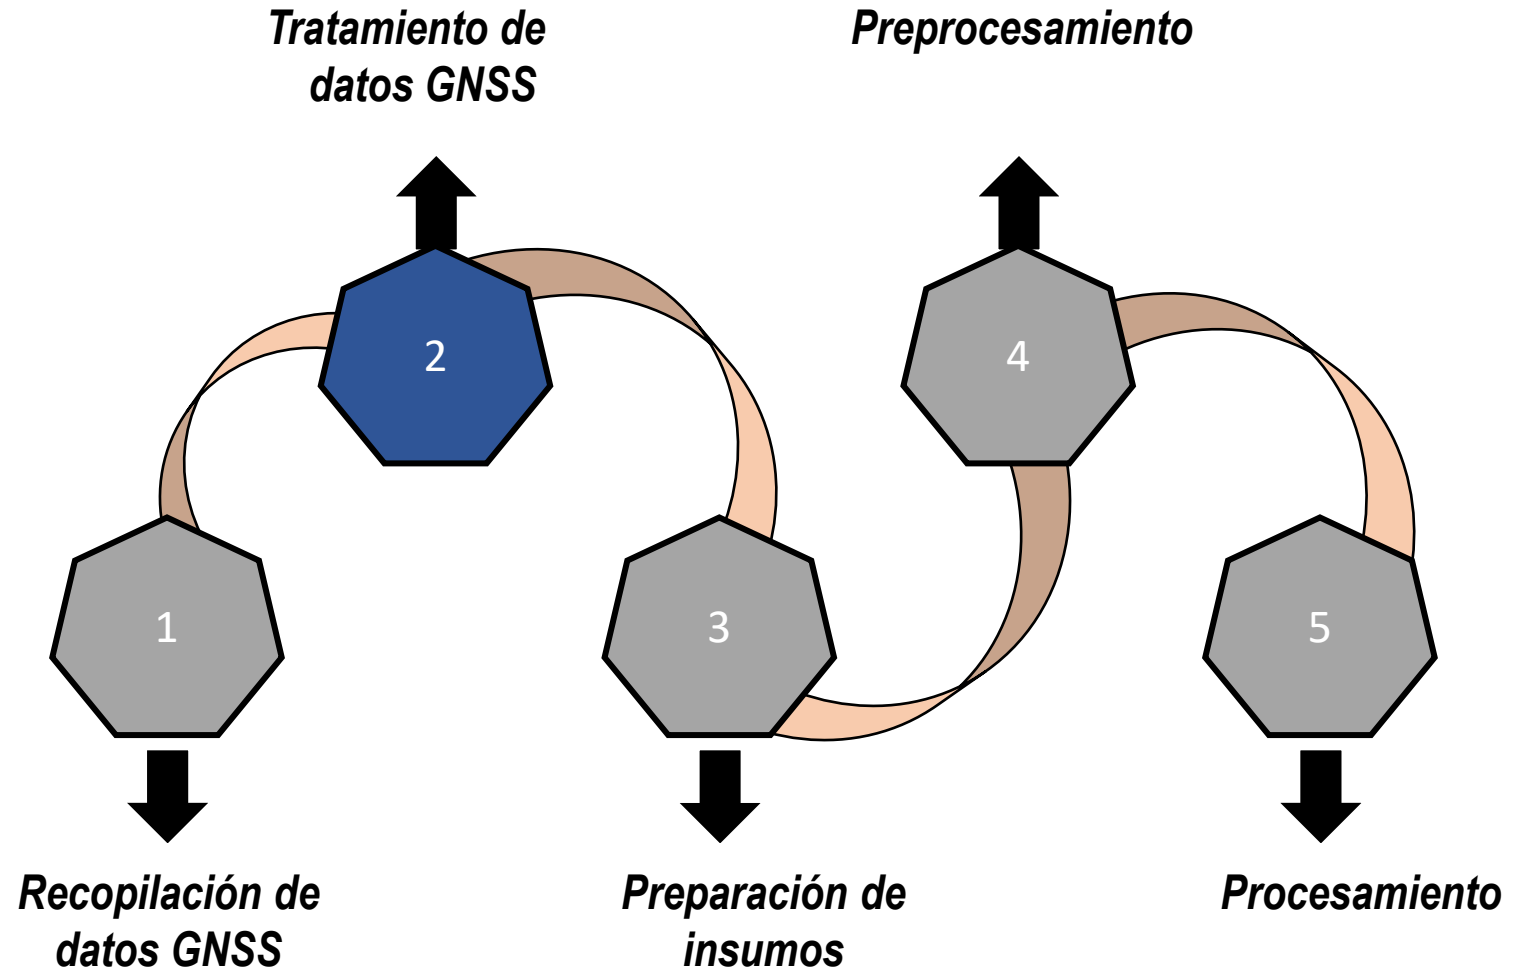 Tratamiento de
datos GNSS
Preprocesamiento
2
4
1
3
5
Recopilación de
datos GNSS
Preparación de
insumos
Procesamiento